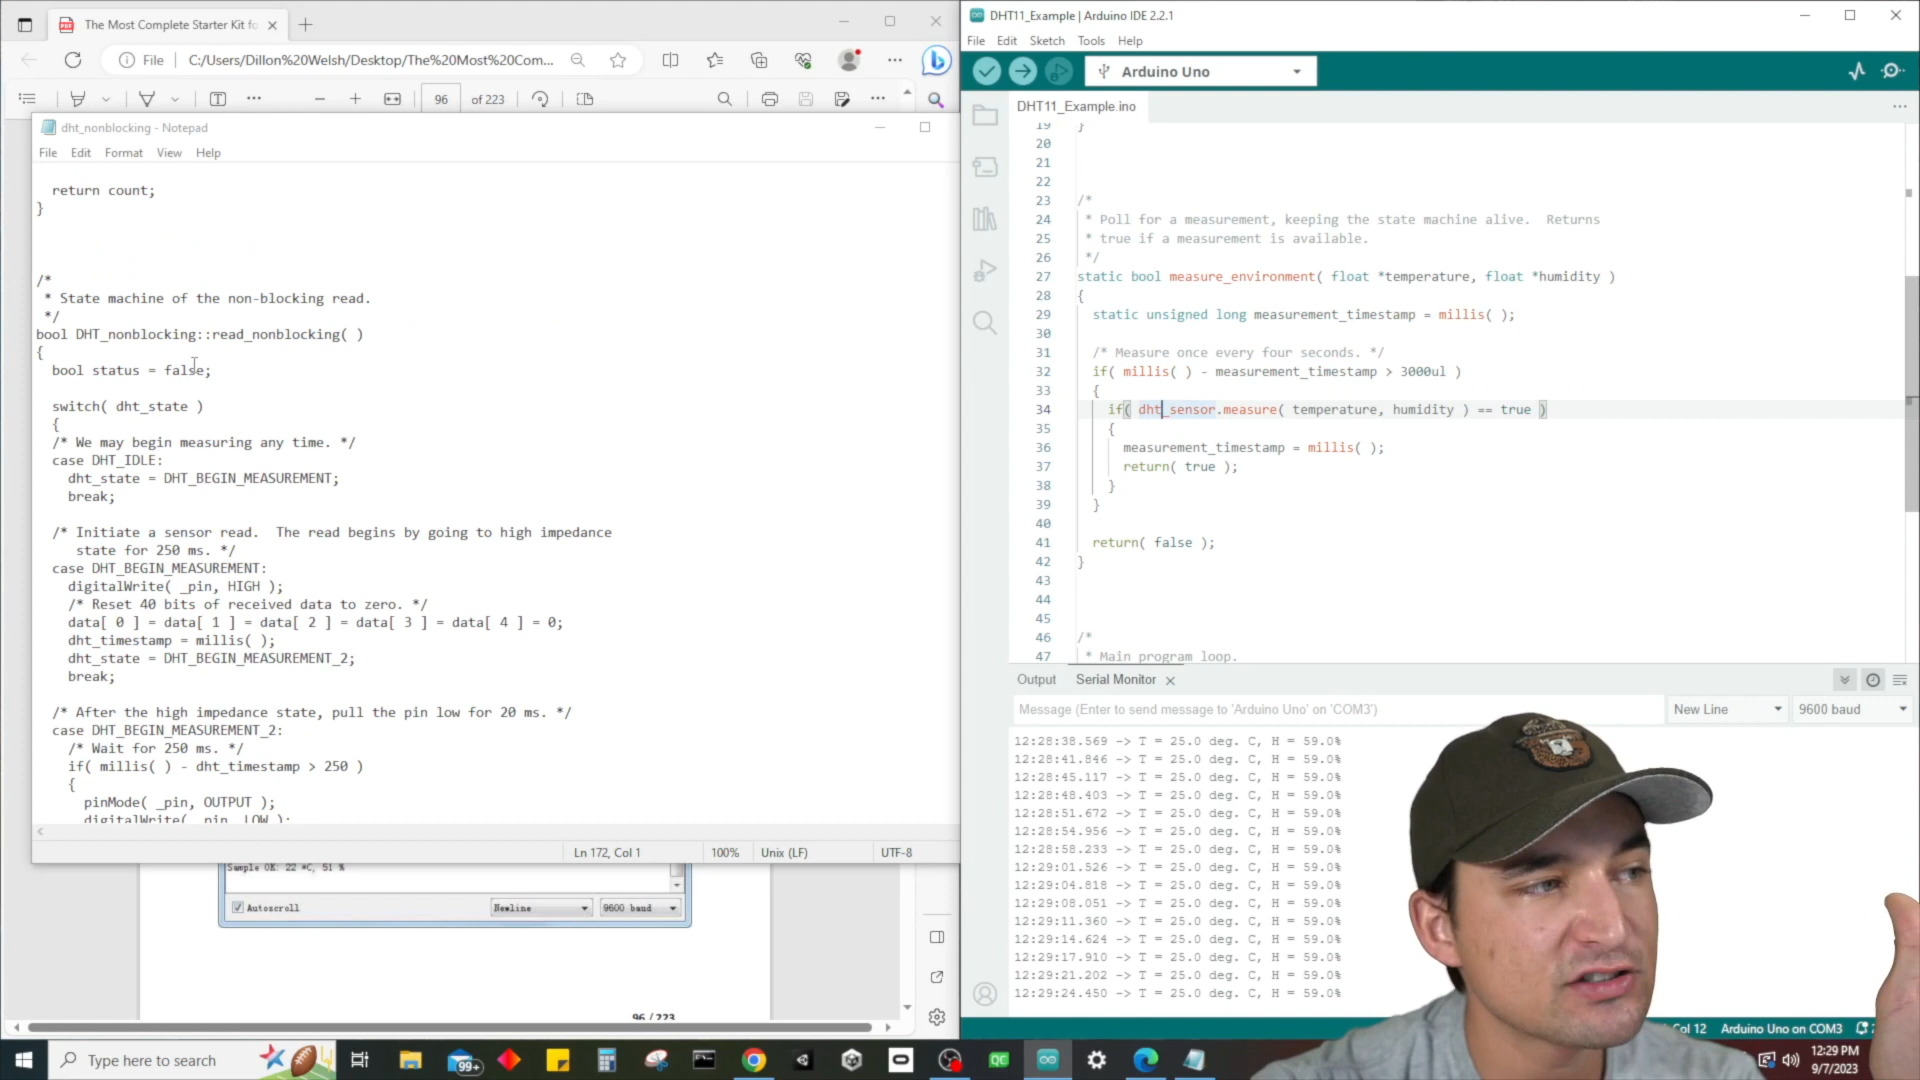 The Most Complete Starter Kit fo
File
C:/Users/Dillon%20Welsh/Desktop/The%20Most%20Com...
96
of 223
dht_nonblocking - Notepad
File Edit Format View Help
return count;
}
/*
* State machine of the non-blocking read.
*/
bool DHT_nonblocking::read_nonblocking( )
{
bool status = false;
switch( dht_state )
{
/* We may begin measuring any time. */
case DHT_IDLE:
dht_state = DHT_BEGIN_MEASUREMENT;
break;
/* Initiate a sensor read.  The read begins by going to high impedance
state for 250 ms. */
case DHT_BEGIN_MEASUREMENT:
digitalWrite( _pin, HIGH );
/* Reset 40 bits of received data to zero. */
data[ 0 ] = data[ 1 ] = data[ 2 ] = data[ 3 ] = data[ 4 ] = 0;
dht_timestamp = millis( );
dht_state = DHT_BEGIN_MEASUREMENT_2;
break;
/* After the high impedance state, pull the pin low for 20 ms. */
case DHT_BEGIN_MEASUREMENT_2:
/* Wait for 250 ms. */
if( millis( ) - dht_timestamp > 250 )
{
pinMode( _pin, OUTPUT );
digitalWrite( _pin, LOW );
Ln 172, Col 1
100%
Unix (LF)
UTF-8
Sample OK: 22 *C, 51 %
Autoscroll
Newline
9600 baud
96 / 223
DHT11_Example | Arduino IDE 2.2.1
File Edit Sketch Tools Help
Arduino Uno
DHT11_Example.ino
19 }
20
21
22
23 /*
24 * Poll for a measurement, keeping the state machine alive.  Returns
25 * true if a measurement is available.
26 */
27 static bool measure_environment( float *temperature, float *humidity )
28 {
29 static unsigned long measurement_timestamp = millis( );
30
31 /* Measure once every four seconds. */
32 if( millis( ) - measurement_timestamp > 3000ul )
33 {
34 if( dht_sensor.measure( temperature, humidity ) == true )
35 {
36 measurement_timestamp = millis( );
37 return( true );
38 }
39 }
40
41 return( false );
42 }
43
44
45
46 /*
47 * Main program loop.
Output Serial Monitor
Message (Enter to send message to 'Arduino Uno' on 'COM3')
New Line
9600 baud
12:28:38.569 -> T = 25.0 deg. C, H = 59.0%
12:28:41.846 -> T = 25.0 deg. C, H = 59.0%
12:28:45.117 -> T = 25.0 deg. C, H = 59.0%
12:28:48.403 -> T = 25.0 deg. C, H = 59.0%
12:28:51.672 -> T = 25.0 deg. C, H = 59.0%
12:28:54.956 -> T = 25.0 deg. C, H = 59.0%
12:28:58.233 -> T = 25.0 deg. C, H = 59.0%
12:29:01.526 -> T = 25.0 deg. C, H = 59.0%
12:29:04.818 -> T = 25.0 deg. C, H = 59.0%
12:29:08.051 -> T = 25.0 deg. C, H = 59.0%
12:29:11.360 -> T = 25.0 deg. C, H = 59.0%
12:29:14.624 -> T = 25.0 deg. C, H = 59.0%
12:29:17.910 -> T = 25.0 deg. C, H = 59.0%
12:29:21.202 -> T = 25.0 deg. C, H = 59.0%
12:29:24.450 -> T = 25.0 deg. C, H = 59.0%
Col 12
Arduino Uno on COM3
Type here to search
99+
QC
12:29 PM
9/7/2023